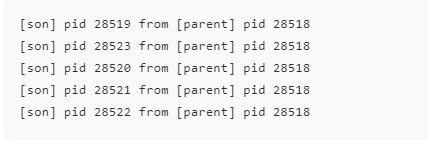 [son] pid 28519 from [parent] pid 28518
[son] pid 28523 from [parent] pid 28518
[son] pid 28520 from [parent] pid 28518
[son] pid 28521 from [parent] pid 28518
[son] pid 28522 from [parent] pid 28518